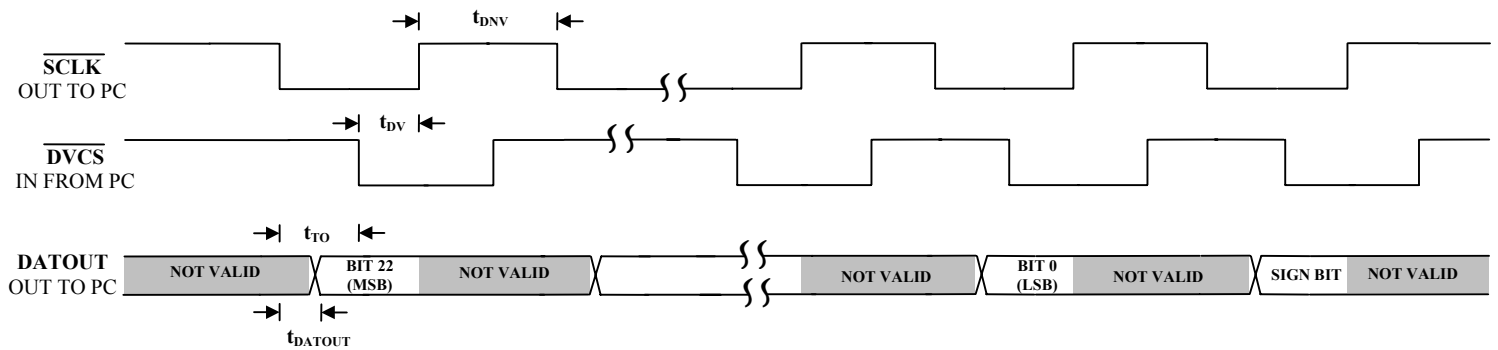 tDNV
SCLK
OUT TO PC
tDV
DVCS
IN FROM PC
tTO
DATOUT
OUT TO PC
NOT VALID
BIT 22
(MSB)
NOT VALID
NOT VALID
BIT 0
(LSB)
NOT VALID
SIGN BIT
NOT VALID
tDATOUT